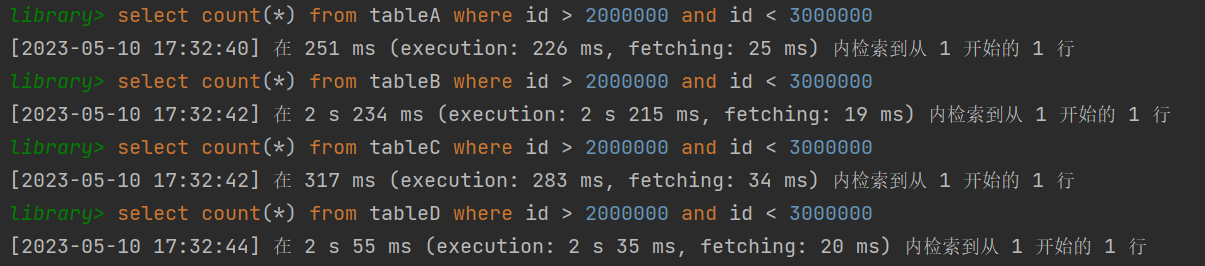 library> select count(*) from tableA where id > 2000000 and id < 3000000
[2023-05-10 17:32:40] 在 251 ms (execution: 226 ms, fetching: 25 ms) 内检索到从 1 开始的 1 行
library> select count(*) from tableB where id > 2000000 and id < 3000000
[2023-05-10 17:32:42] 在 2 s 234 ms (execution: 2 s 215 ms, fetching: 19 ms) 内检索到从 1 开始的 1 行
library> select count(*) from tableC where id > 2000000 and id < 3000000
[2023-05-10 17:32:42] 在 317 ms (execution: 283 ms, fetching: 34 ms) 内检索到从 1 开始的 1 行
library> select count(*) from tableD where id > 2000000 and id < 3000000
[2023-05-10 17:32:44] 在 2 s 55 ms (execution: 2 s 35 ms, fetching: 20 ms) 内检索到从 1 开始的 1 行